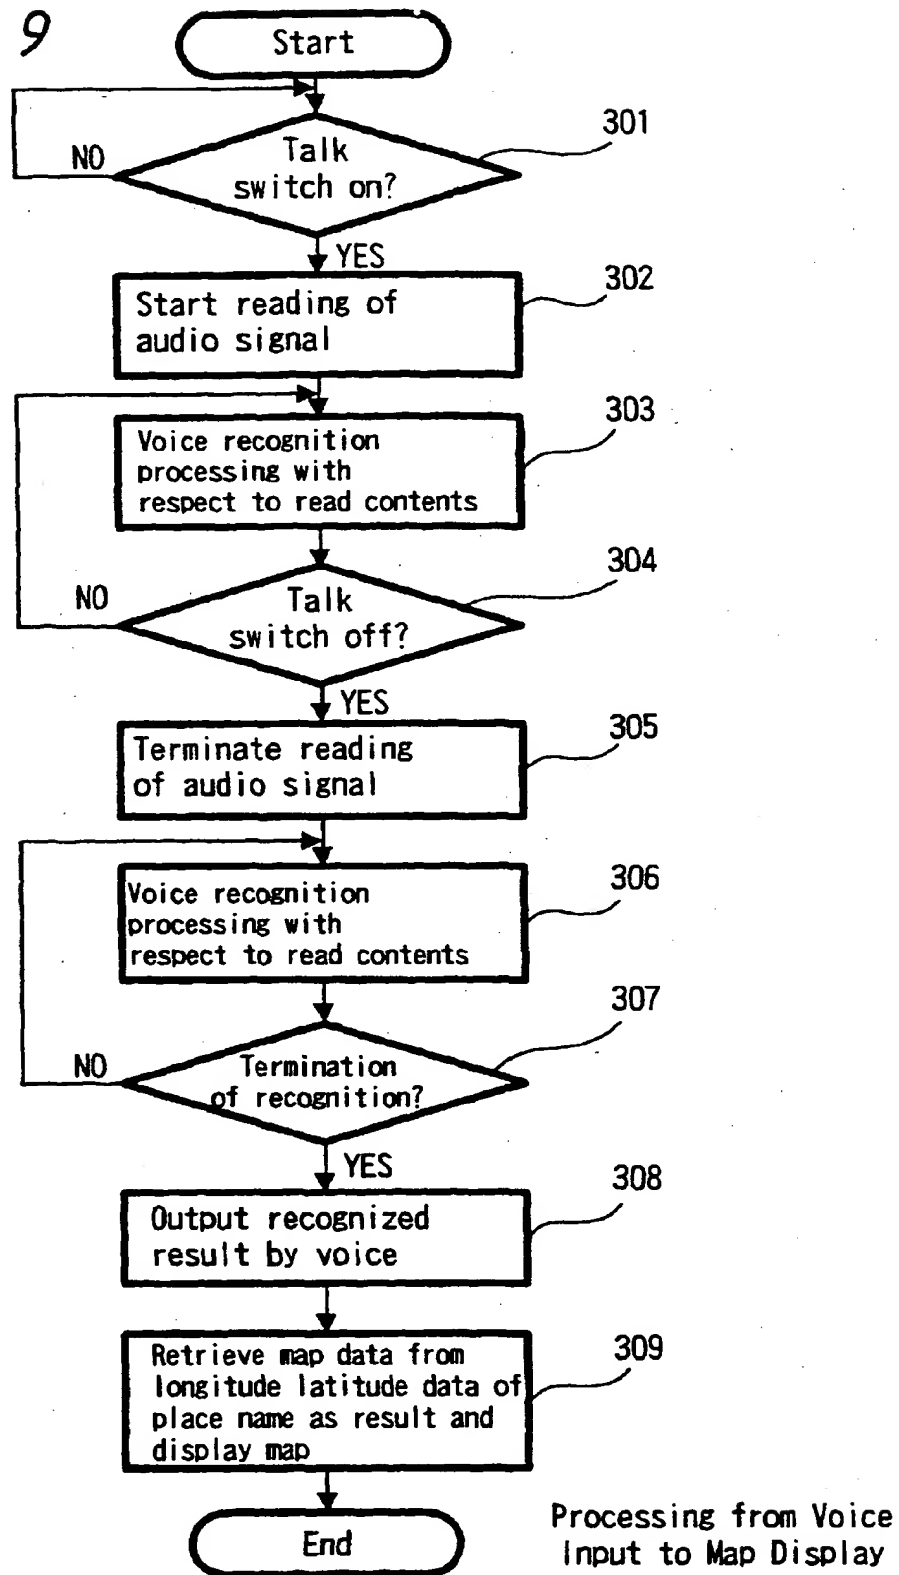 9
Start
301
Talk
switch on?
NO
YES
302
Start reading of
audio signal
303
Voice recognition
processing with
respect to read contents
304
Talk
switch off?
NO
YES
305
Terminate reading
of audio signal
306
Voice recognition
processing with
respect to read contents
307
Termination
of recognition?
NO
YES
308
Output recognized
result by voice
309
Retrieve map data from
longitude latitude data of
place name as result and
display map
End
Processing from Voice
Input to Map Display